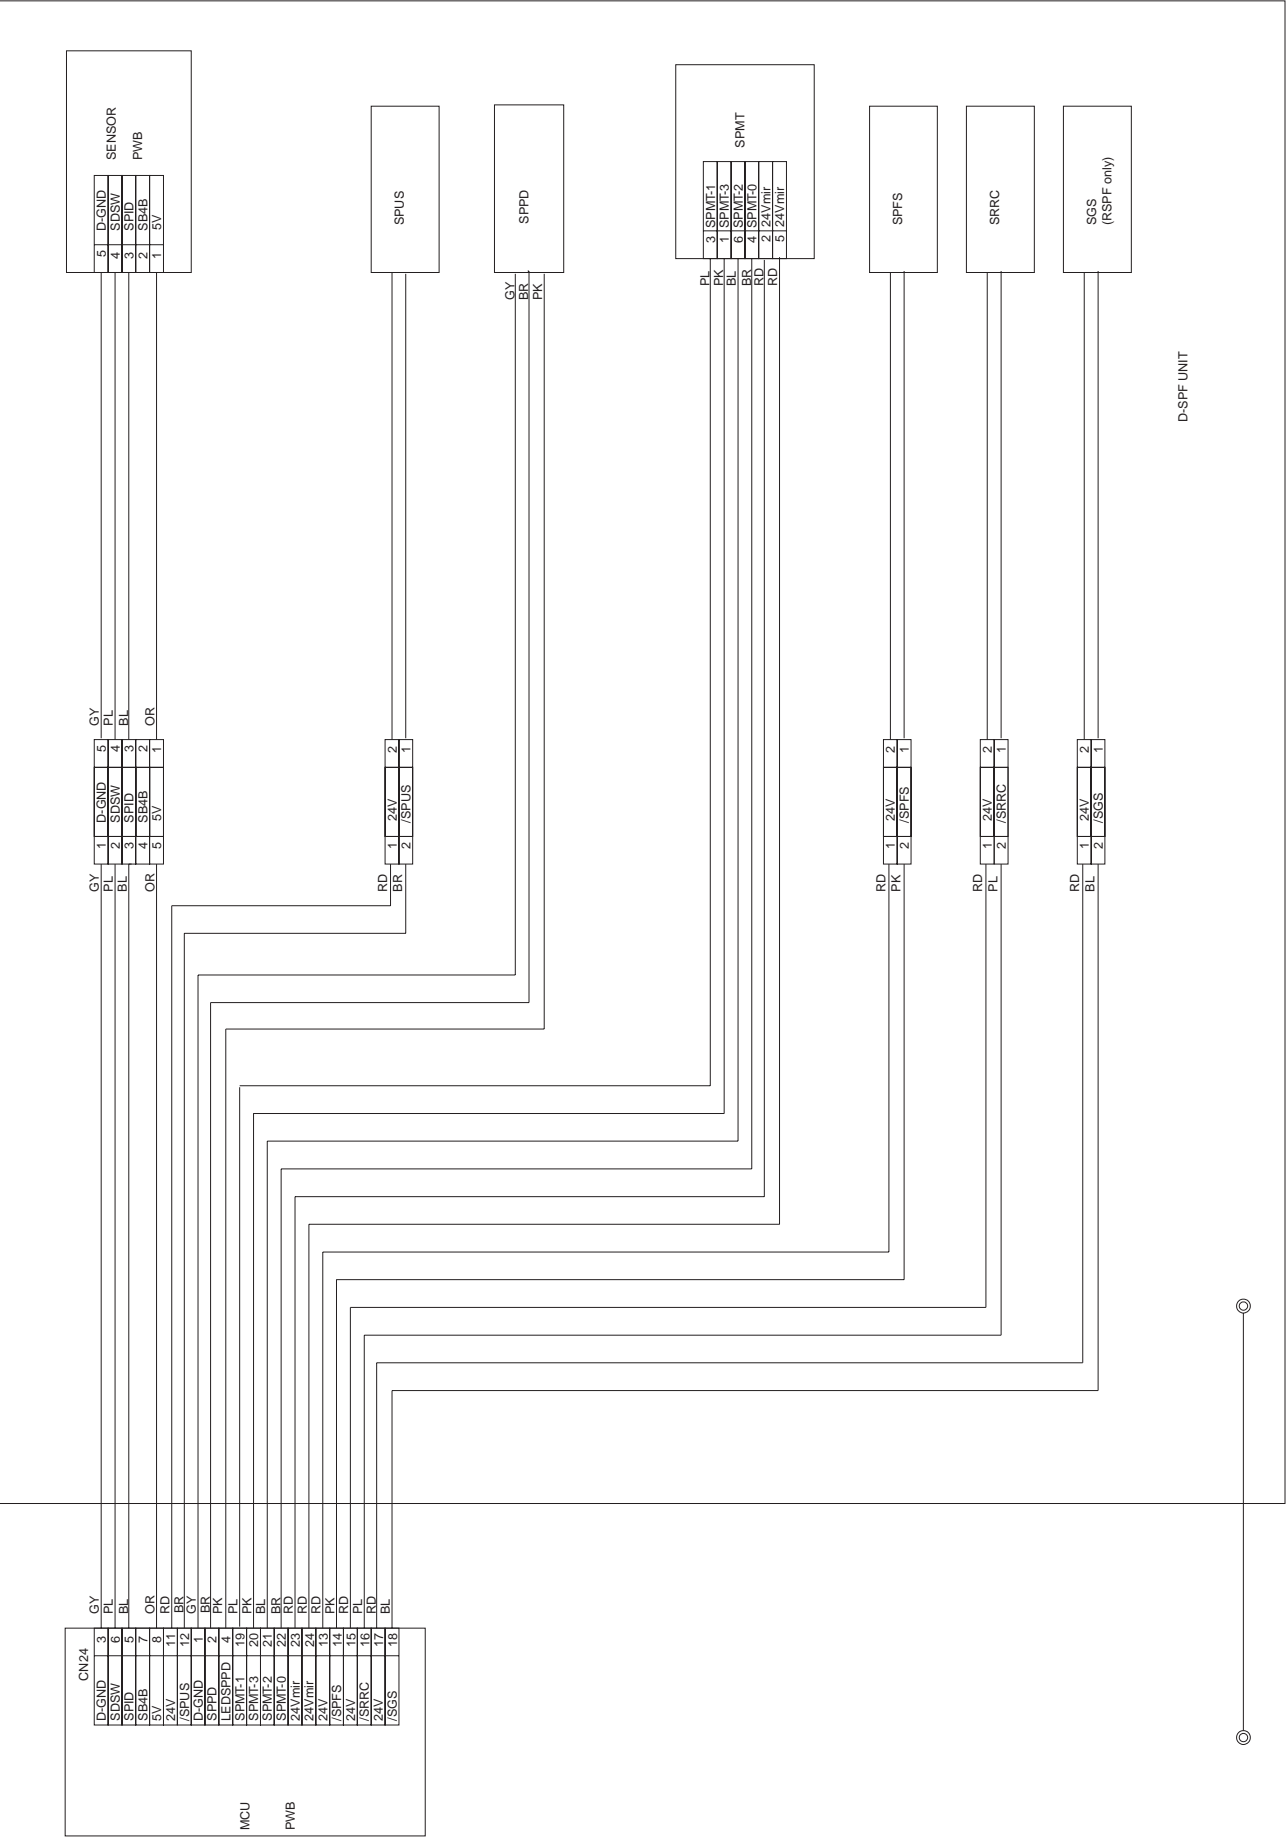 SENSOR
PWB
5 D-GND
4 SDSW
3 SPID
2 SB4B
1 5V
SPUS
SPPD
GY
BR
PK
SPMT
3 SPMT-1
1 SPMT-3
6 SPMT-2
4 SPMT-0
2 24Vmir
5 24Vmir
PL
PK
BL
BR
RD
RD
SPFS
SRRC
SGS
(RSPF only)
D-SPF UNIT
GY
PL
BL
OR
1 D-GND 5
2 SDSW 4
3 SPID 3
4 SB4B 2
5 5V 1
GY
PL
BL
OR
1 24V 2
2 /SPUS 1
RD
BR
1 24V 2
2 /SPFS 1
RD
PK
1 24V 2
2 /SRRC 1
RD
PL
1 24V 2
2 /SGS 1
RD
BL
CN24
D-GND 3 GY
SDSW 6 PL
SPID 5 BL
SB4B 7
5V 8 OR
24V 11 RD
/SPUS 12 BR
D-GND 1 GY
SPPD 2 BR
LEDSPPD 4 PK
SPMT-1 19 PL
SPMT-3 20 PK
SPMT-2 21 BL
SPMT-0 22 BR
24Vmir 23 RD
24Vmir 24 RD
24V 13 RD
/SPFS 14 PK
24V 15 RD
/SRRC 16 PL
24V 17 RD
/SGS 18 BL
MCU
PWB